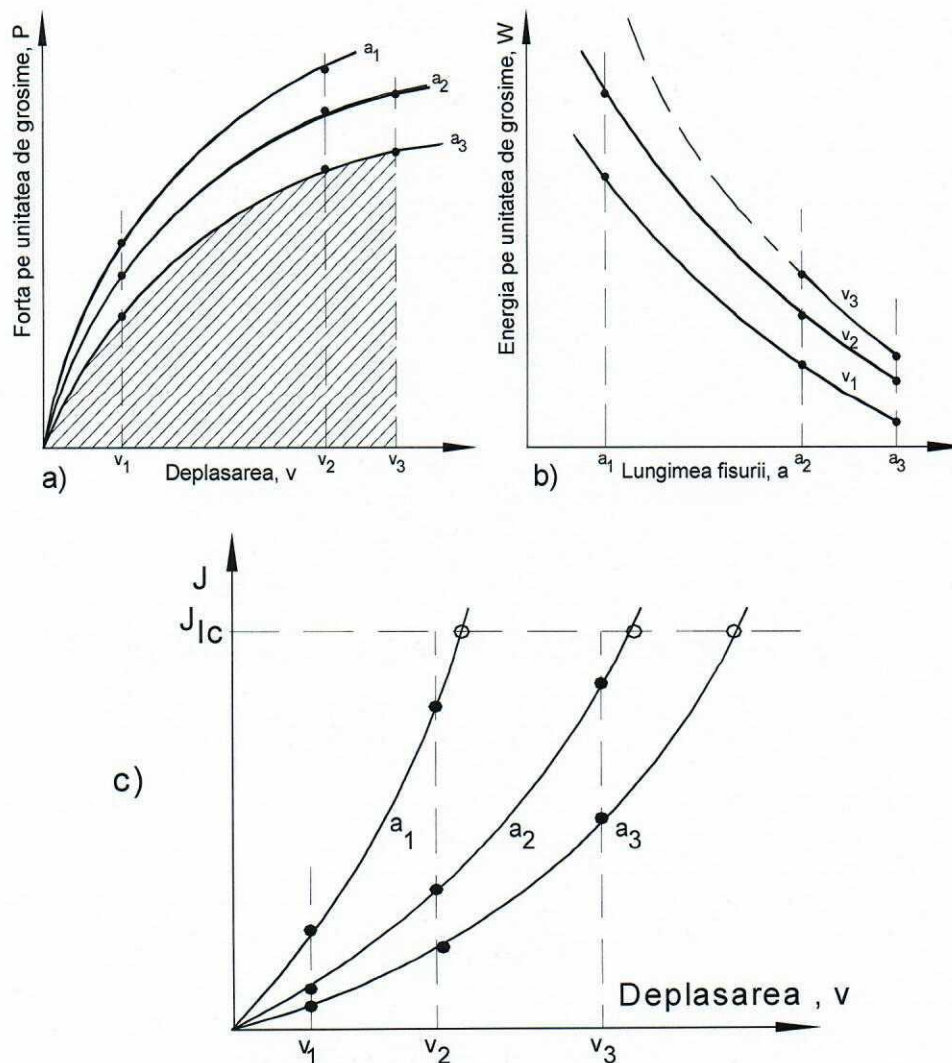 Forta pe unitatea de grosime, P
a1
a2
a3
v1
v2
v3
Deplasarea, v
a)
Energia pe unitatea de grosime, W
v3
v2
v1
a1
a2
a3
Lungimea fisurii, a
b)
J
JIc
c)
a1
a2
a3
Deplasarea , v
v1
v2
v3